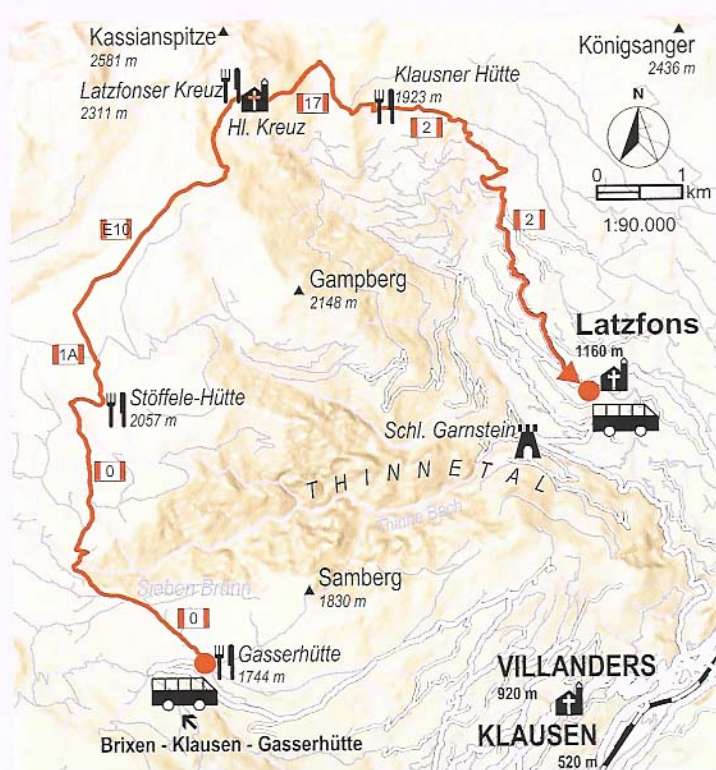 Kassianspitze
2581 m
Königsanger
2436 m
Latzfonser Kreuz
2311 m
Klausner Hütte
1923 m
17
Hl. Kreuz
2
N
0 1
km
1:90.000
E10
2
Gampberg
2148 m
Latzfons
1160 m
1A
Stöffele-Hütte
2057 m
Schl. Garnstein
THINNETAL
0
Thinne Bach
Sieben Brünn
Samberg
1830 m
0
Gasserhütte
1744 m
VILLANDERS
920 m
KLAUSEN
520 m
Brixen - Klausen - Gasserhütte